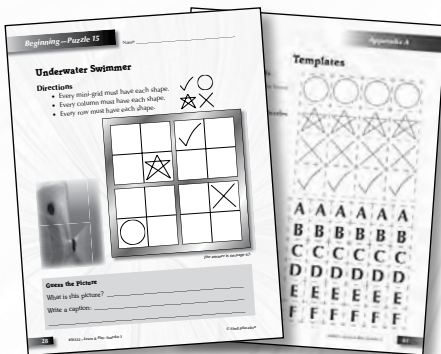 Beginning—Puzzle 15
Name
Underwater Swimmer
Directions
• Every mini-grid must have each shape.
• Every column must have each shape.
• Every row must have each shape.
Guess the Picture
What is this picture?
Write a caption:
28
Appendix A
Templates
A A A A A
B B B B B
C C C C C
D D D D D
E E E E E
F F F F F